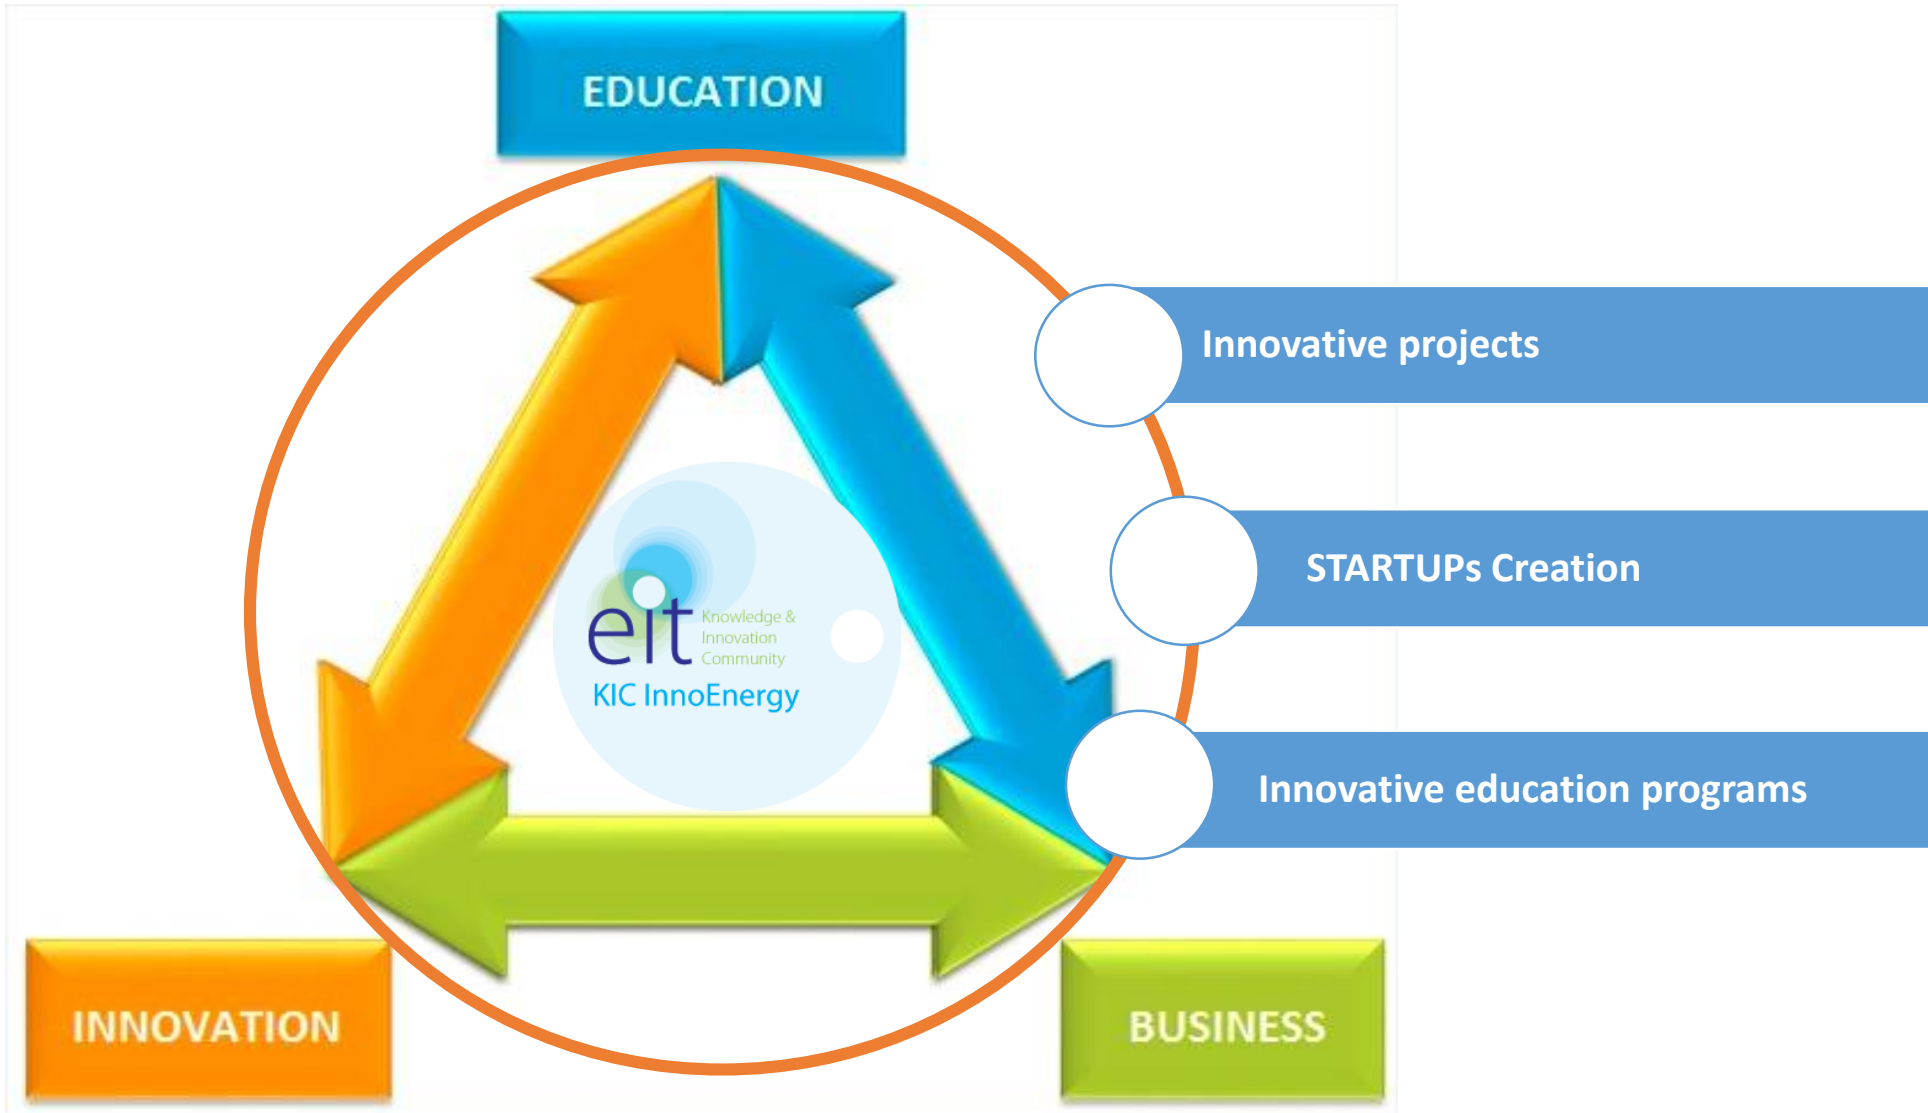 EDUCATION
Innovative projects
STARTUPs Creation
eit
Knowledge &
Innovation
Community
KIC InnoEnergy
Innovative education programs
INNOVATION
BUSINESS